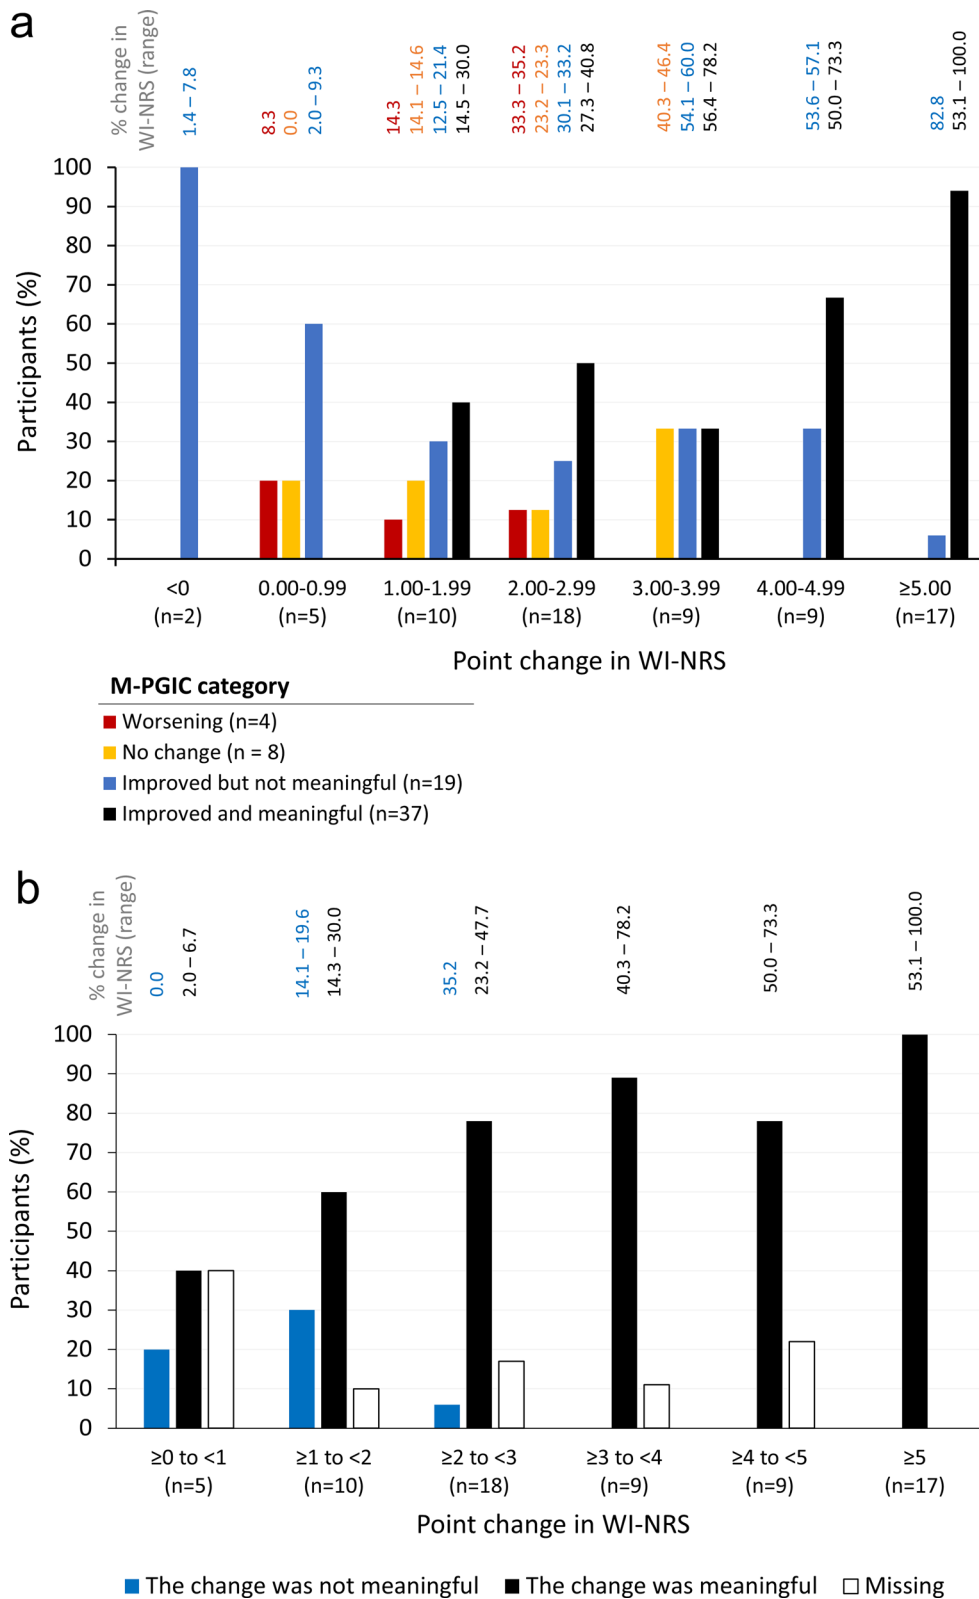 a
% change in
WI-NRS (range)
1.4 – 7.8
8.3
0.0
2.0 – 9.3
14.3
14.1 – 14.6
12.5 – 21.4
14.5 – 30.0
33.3 – 35.2
23.2 – 23.3
30.1 – 33.2
27.3 – 40.8
40.3 – 46.4
54.1 – 60.0
56.4 – 78.2
53.6 – 57.1
50.0 – 73.3
82.8
53.1 – 100.0
Participants (%)
100
90
80
70
60
50
40
30
20
10
0
<0 0.00-0.99 1.00-1.99 2.00-2.99 3.00-3.99 4.00-4.99 ≥5.00
(n=2) (n=5) (n=10) (n=18) (n=9) (n=9) (n=17)
Point change in WI-NRS
M-PGIC category
Worsening (n=4)
No change (n = 8)
Improved but not meaningful (n=19)
Improved and meaningful (n=37)
b
% change in
WI-NRS (range)
0.0
2.0 – 6.7
14.1 – 19.6
14.3 – 30.0
35.2
23.2 – 47.7
40.3 – 78.2
50.0 – 73.3
53.1 – 100.0
Participants (%)
100
90
80
70
60
50
40
30
20
10
0
≥0 to <1 ≥1 to <2 ≥2 to <3 ≥3 to <4 ≥4 to <5 ≥5
(n=5) (n=10) (n=18) (n=9) (n=9) (n=17)
Point change in WI-NRS
The change was not meaningful The change was meaningful Missing